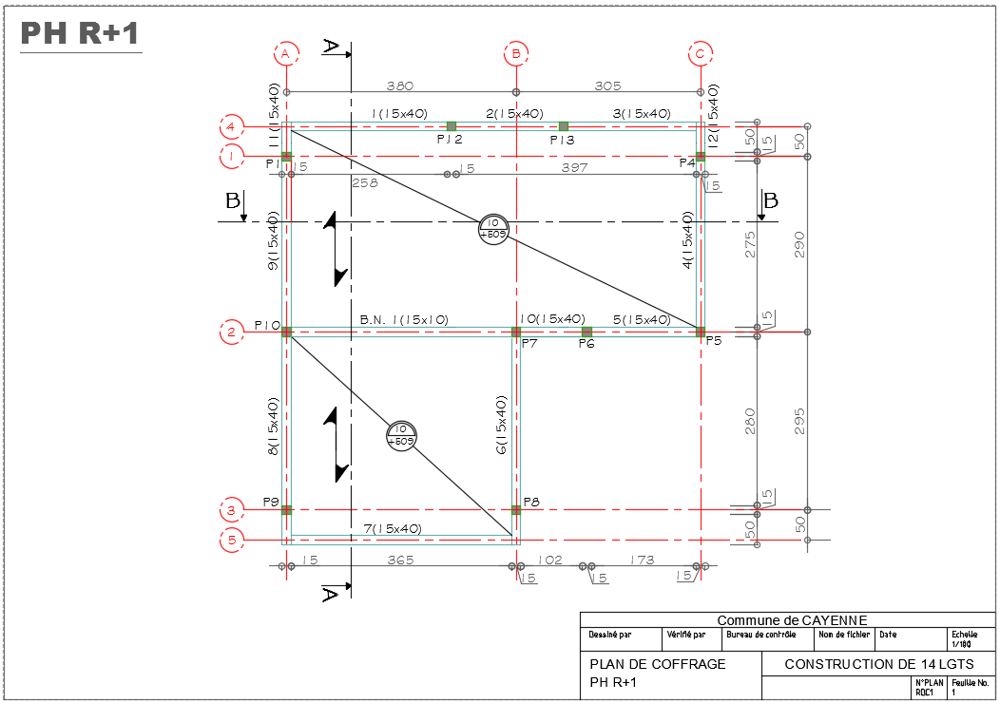 PH R+1
A
A
B
C
380
305
11(15x40)
1(15x40)
2(15x40)
3(15x40)
12(15x40)
4
P12
P13
50
15
50
1
P1
15
15
397
P4
258
15
B
B
10
+509
9(15x40)
4(15x40)
275
290
P10
B.N. 1(15x10)
10(15x40)
5(15x40)
15
2
P7
P6
P5
8(15x40)
6(15x40)
10
+509
280
295
P9
P8
15
3
7(15x40)
50
50
5
15
365
15
102
15
173
15
A
Commune de CAYENNE
Dessiné par
Vérifié par
Bureau de contrôle
Nom de fichier
Date
Echelle
1/100
PLAN DE COFFRAGE
PH R+1
CONSTRUCTION DE 14 LGTS
N°PLAN
RDC1
Feuille No.
1